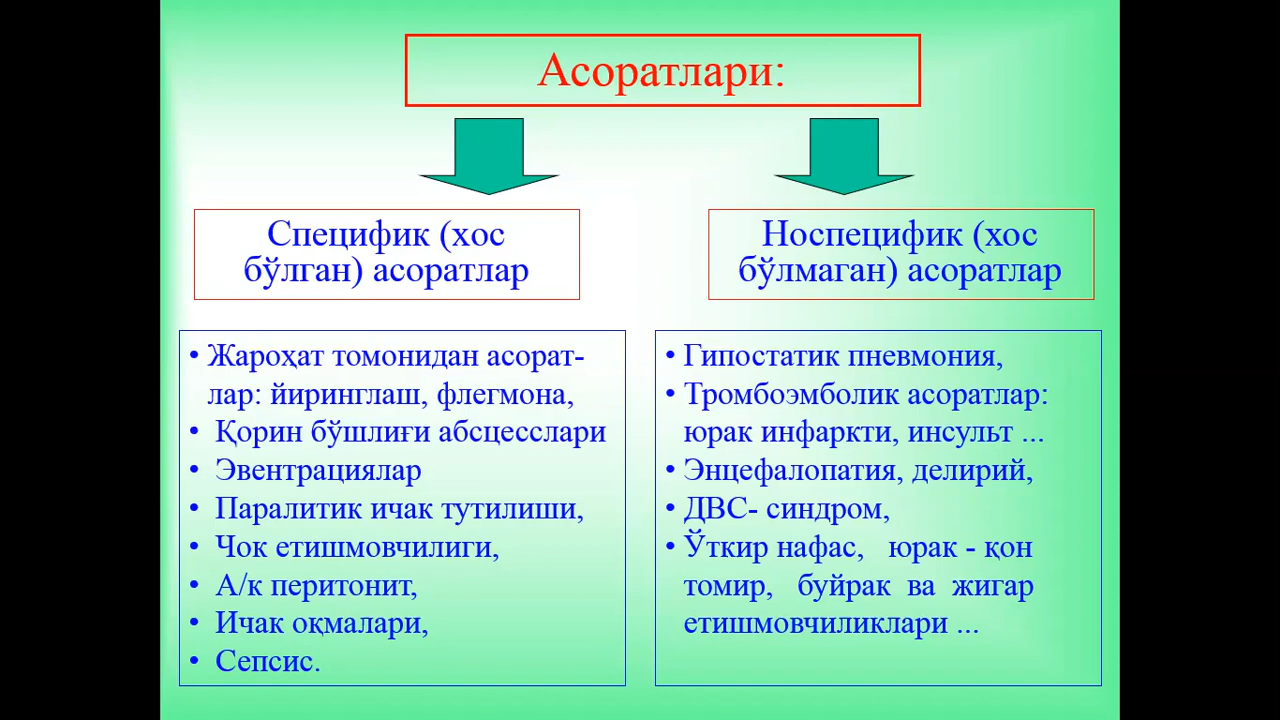 Асоратлари:
Специфик (хос
бўлган) асоратлар
Носпецифик (хос
бўлмаган) асоратлар
• Жароҳат томонидан асорат-
лар: йиринглаш, флегмона,
• Қорин бўшлиғи абсцесслари
• Эвентрациялар
• Паралитик ичак тутилиши,
• Чок етишмовчилиги,
• А/к перитонит,
• Ичак оқмалари,
• Сепсис.
• Гипостатик пневмония,
• Тромбоэмболик асоратлар:
юрак инфаркти, инсульт ...
• Энцефалопатия, делирий,
• ДВС- синдром,
• Ўткир нафас, юрак - қон
томир, буйрак ва жигар
етишмовчиликлари ...